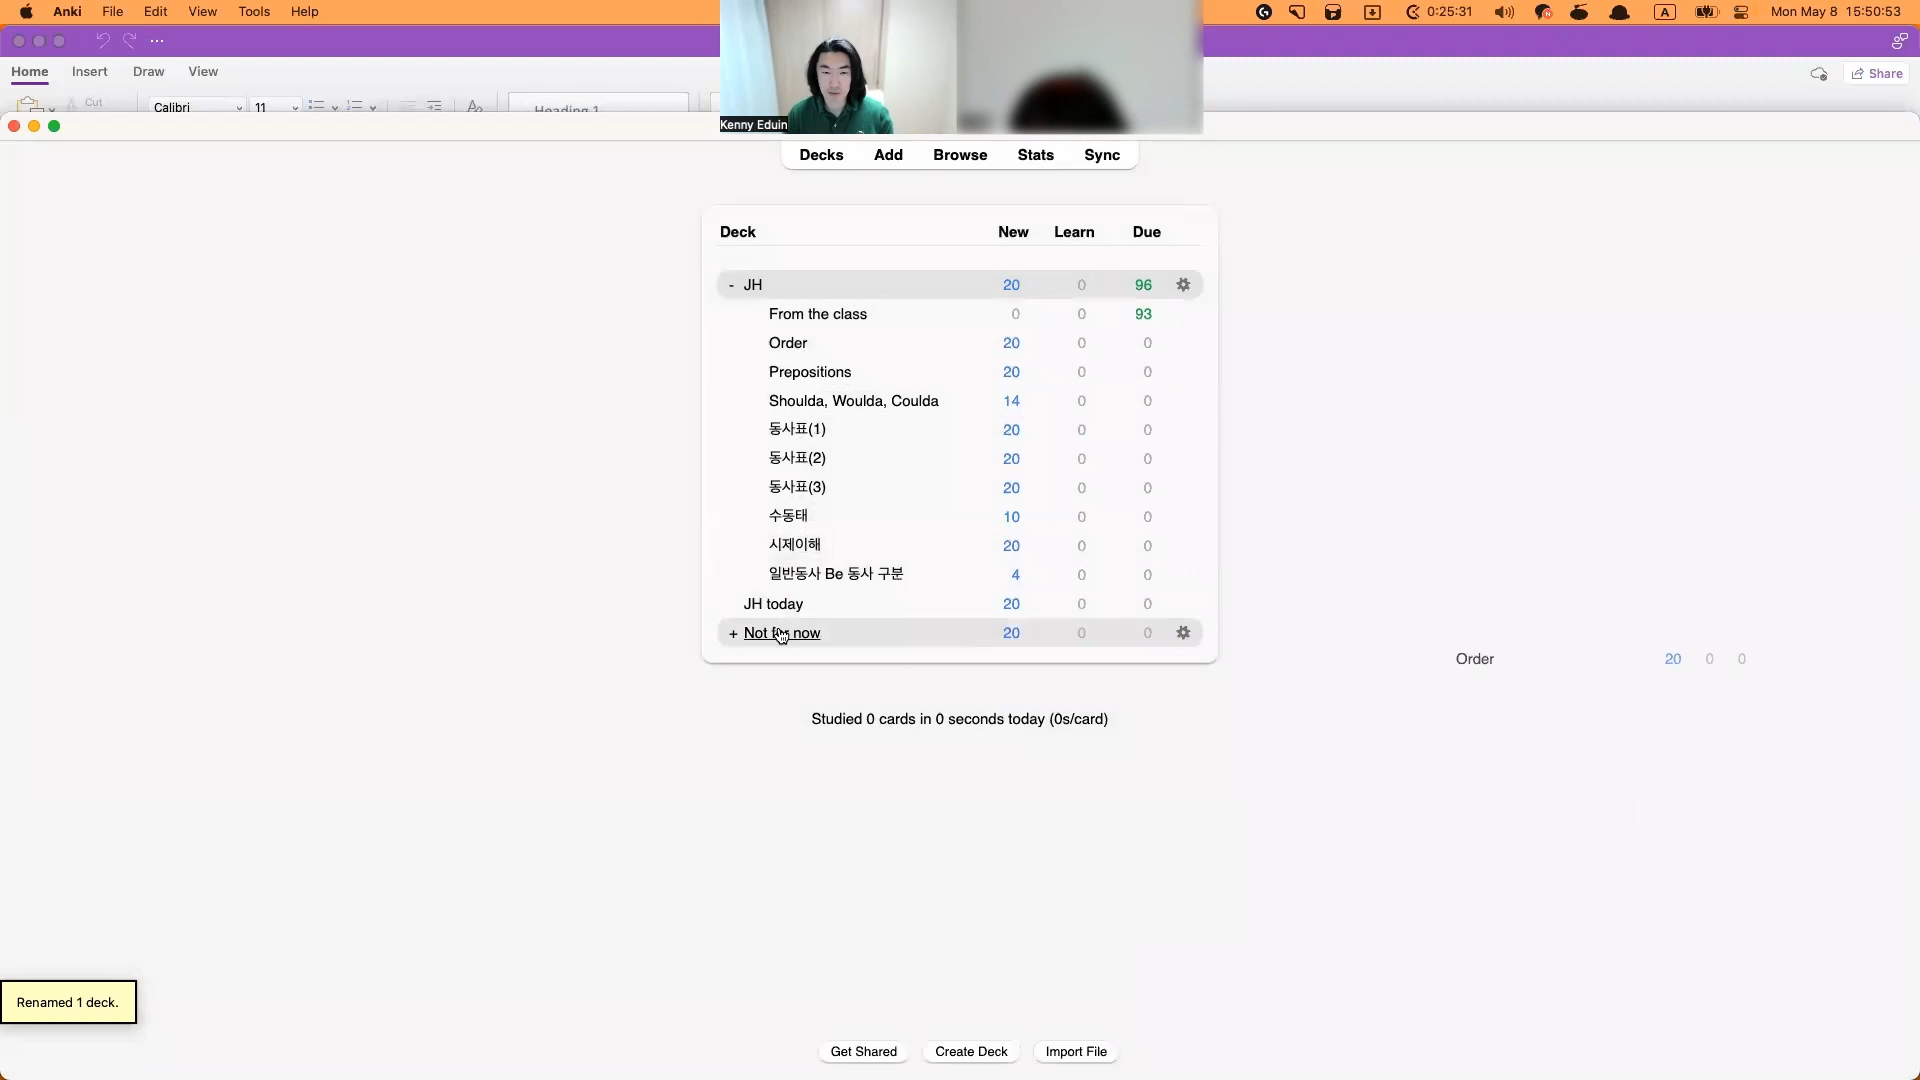 Anki File Edit View Tools Help 0:25:31 A Mon May 8 15:50:53
Home Insert Draw View Share
Cut Calibri 11 Heading 1
Kenny Eduin
Decks Add Browse Stats Sync
Deck New Learn Due
- JH 20 0 96
From the class 0 0 93
Order 20 0 0
Prepositions 20 0 0
Shoulda, Woulda, Coulda 14 0 0
동사표(1) 20 0 0
동사표(2) 20 0 0
동사표(3) 20 0 0
수동태 10 0 0
시제이해 20 0 0
일반동사 Be 동사 구분 4 0 0
JH today 20 0 0
+ Not for now 20 0 0
Order 20 0 0
Studied 0 cards in 0 seconds today (0s/card)
Renamed 1 deck.
Get Shared Create Deck Import File